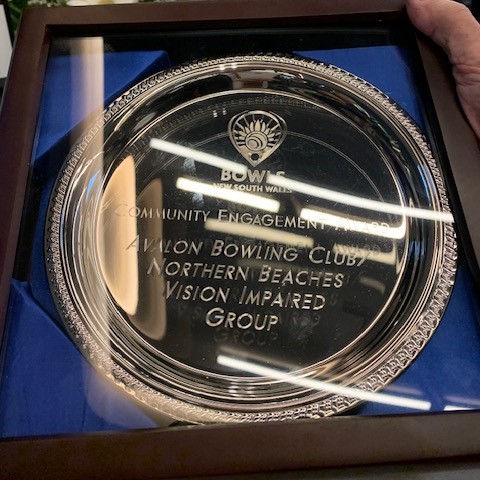 BOWLS
NEW SOUTH WALES
COMMUNITY ENGAGEMENT AWARD
AVALON BOWLING CLUB/
NORTHERN BEACHES
VISION IMPAIRED
GROUP